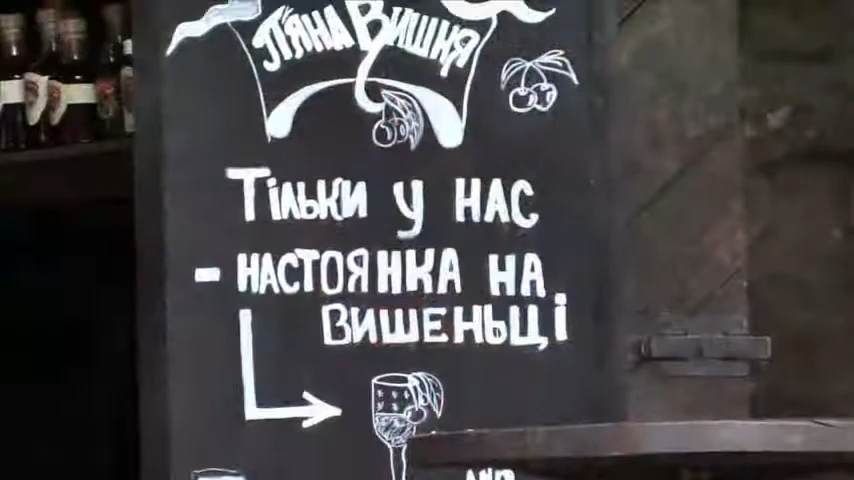 П'яна Вишня
Тільки у нас
- настоянка на
вишеньці